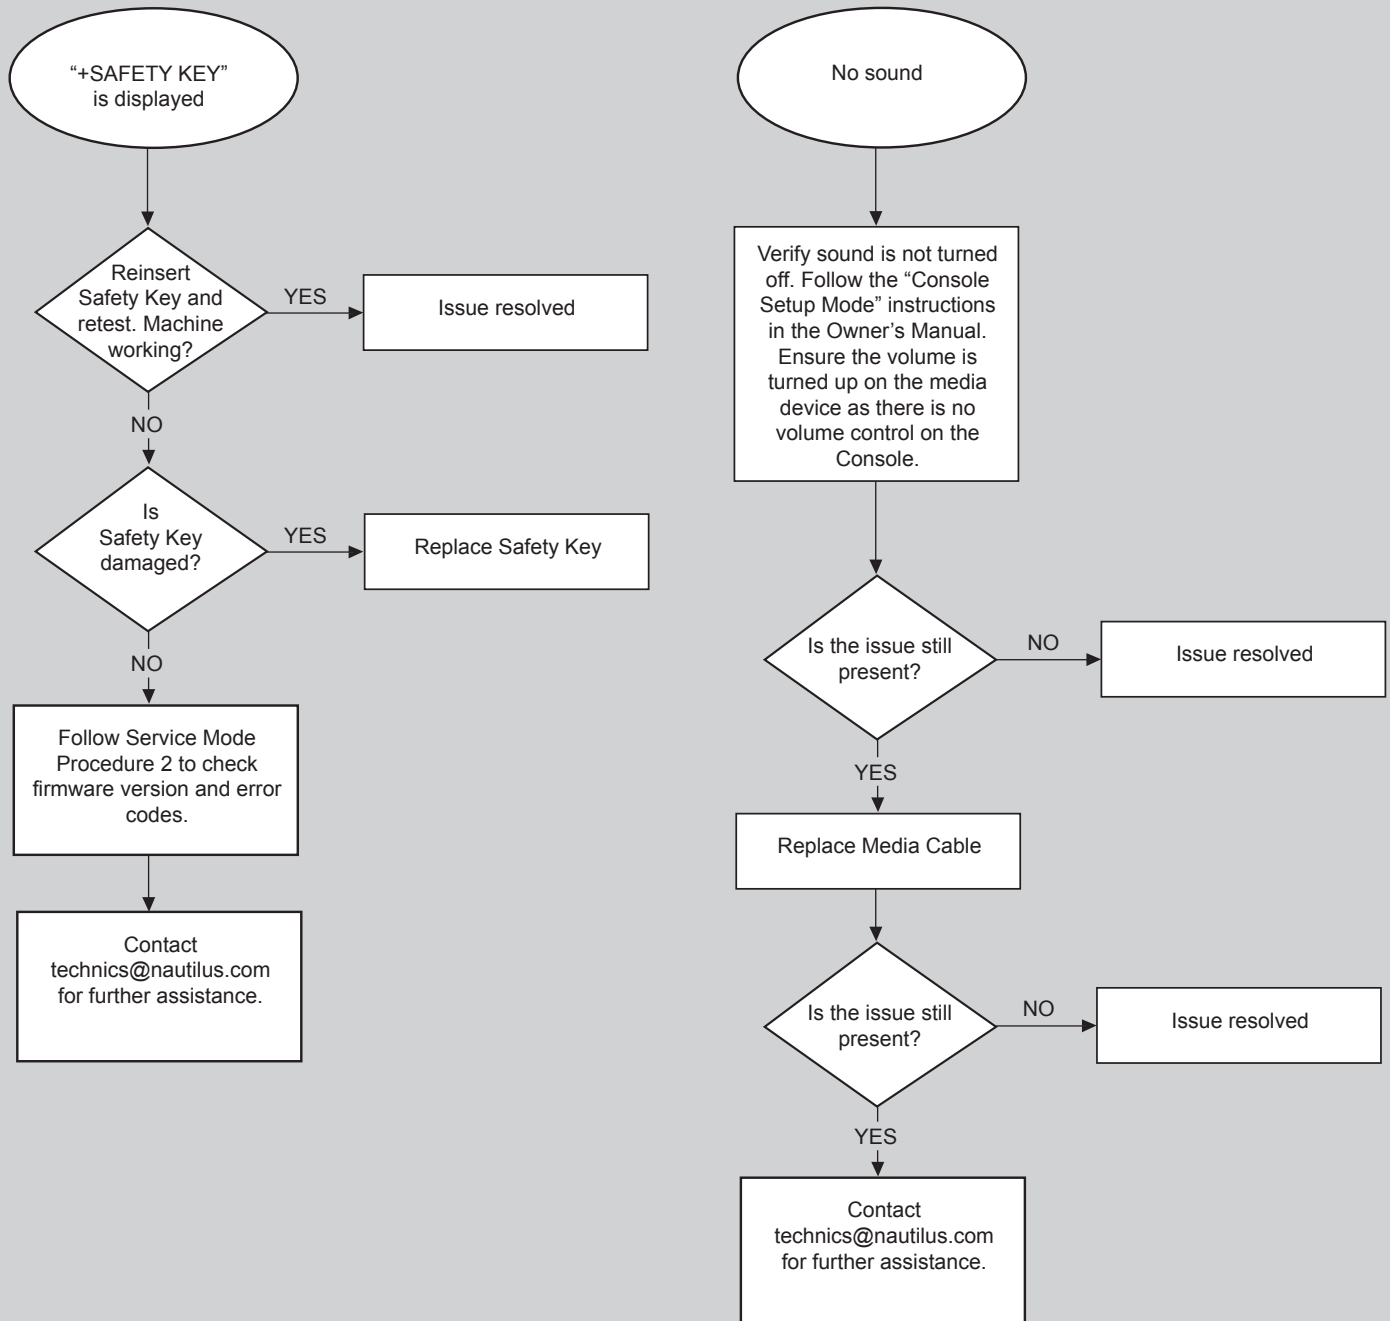 “+SAFETY KEY”
is displayed
Reinsert
Safety Key and
retest. Machine
working?
YES
Issue resolved
NO
Is
Safety Key
damaged?
YES
Replace Safety Key
NO
Follow Service Mode
Procedure 2 to check
firmware version and error
codes.
Contact
technics@nautilus.com
for further assistance.
No sound
Verify sound is not turned
off. Follow the “Console
Setup Mode” instructions
in the Owner’s Manual.
Ensure the volume is
turned up on the media
device as there is no
volume control on the
Console.
Is the issue still
present?
NO
Issue resolved
YES
Replace Media Cable
Is the issue still
present?
NO
Issue resolved
YES
Contact
technics@nautilus.com
for further assistance.